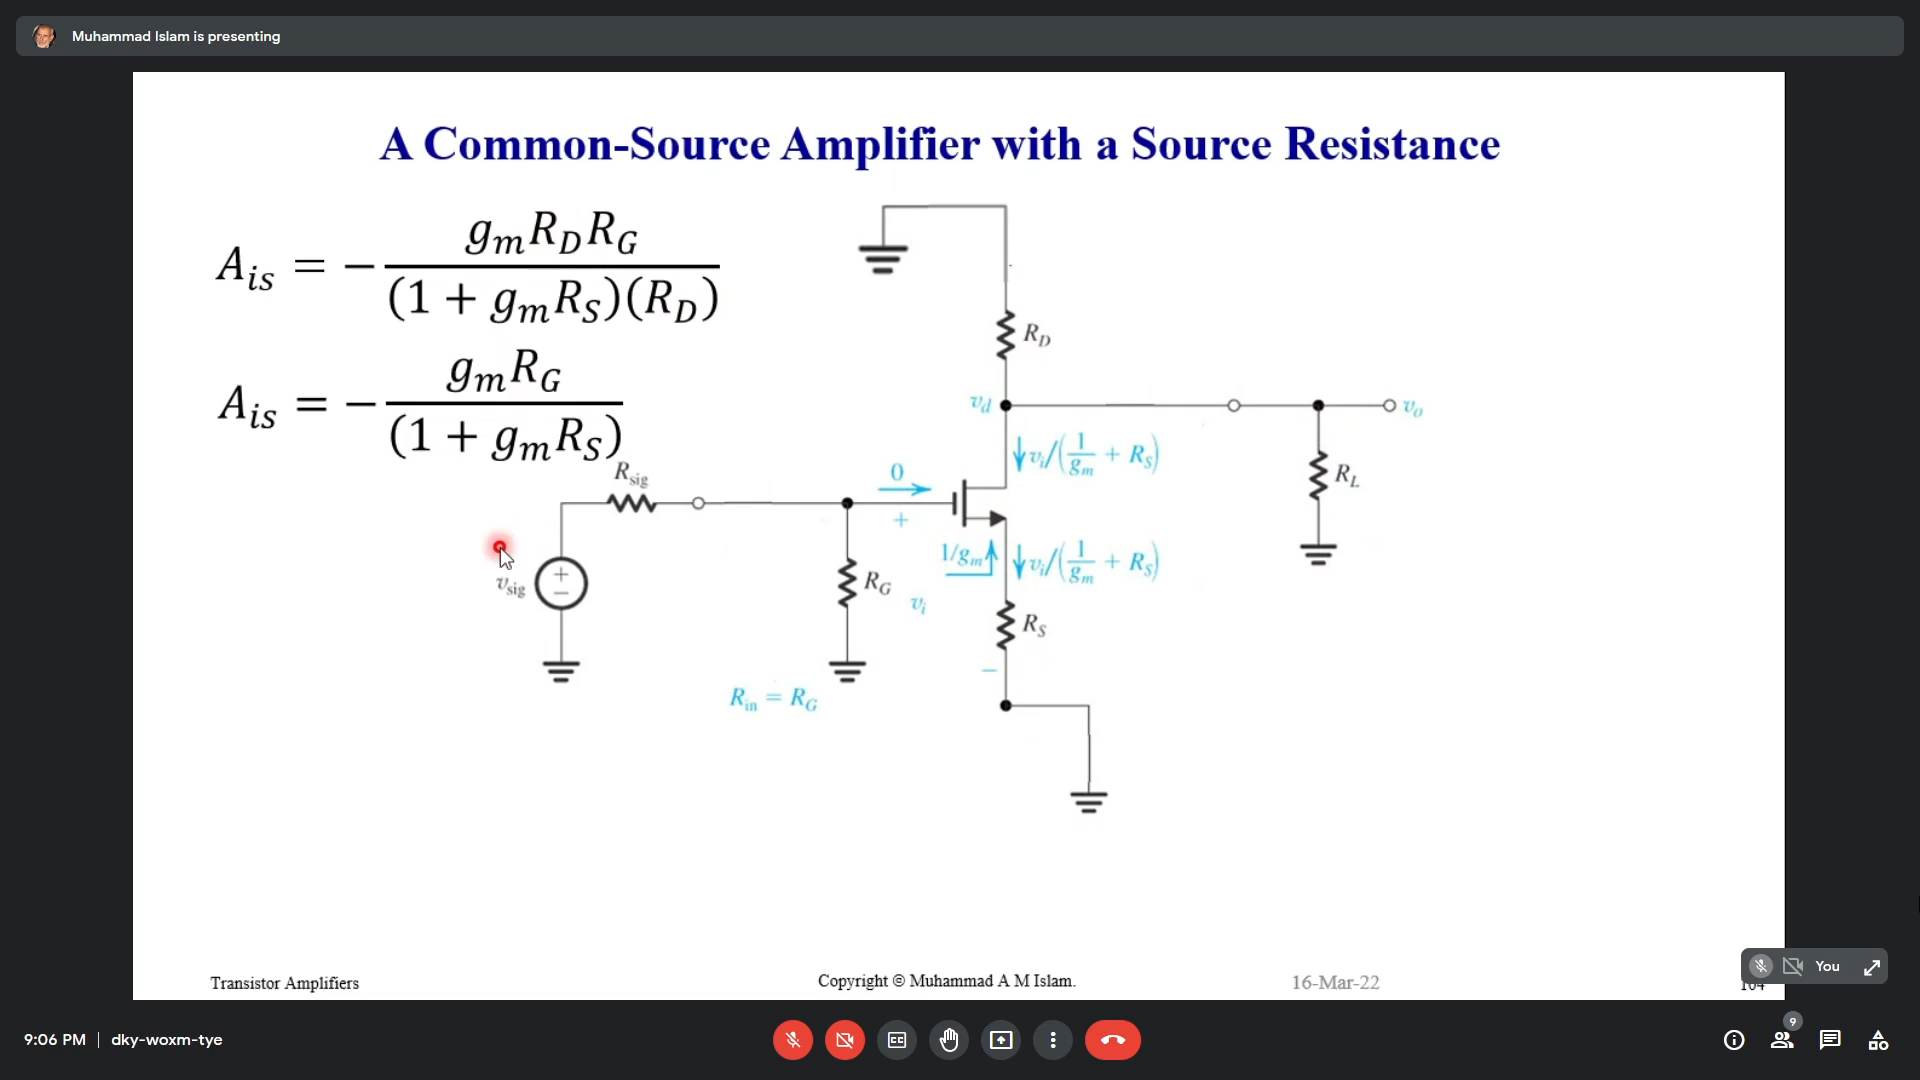 Muhammad Islam is presenting
A Common-Source Amplifier with a Source Resistance
A_is = − g_m R_D R_G / (1 + g_m R_S)(R_D)
A_is = − g_m R_G / (1 + g_m R_S)
R_D
v_d
v_o
v_i/(1/g_m + R_S)
R_L
R_sig
0
+
1/g_m
v_i/(1/g_m + R_S)
v_sig
+
−
R_G
v_i
R_S
−
R_in = R_G
Transistor Amplifiers
Copyright © Muhammad A M Islam.
16-Mar-22
104
You
9:06 PM | dky-woxm-tye
CC
9